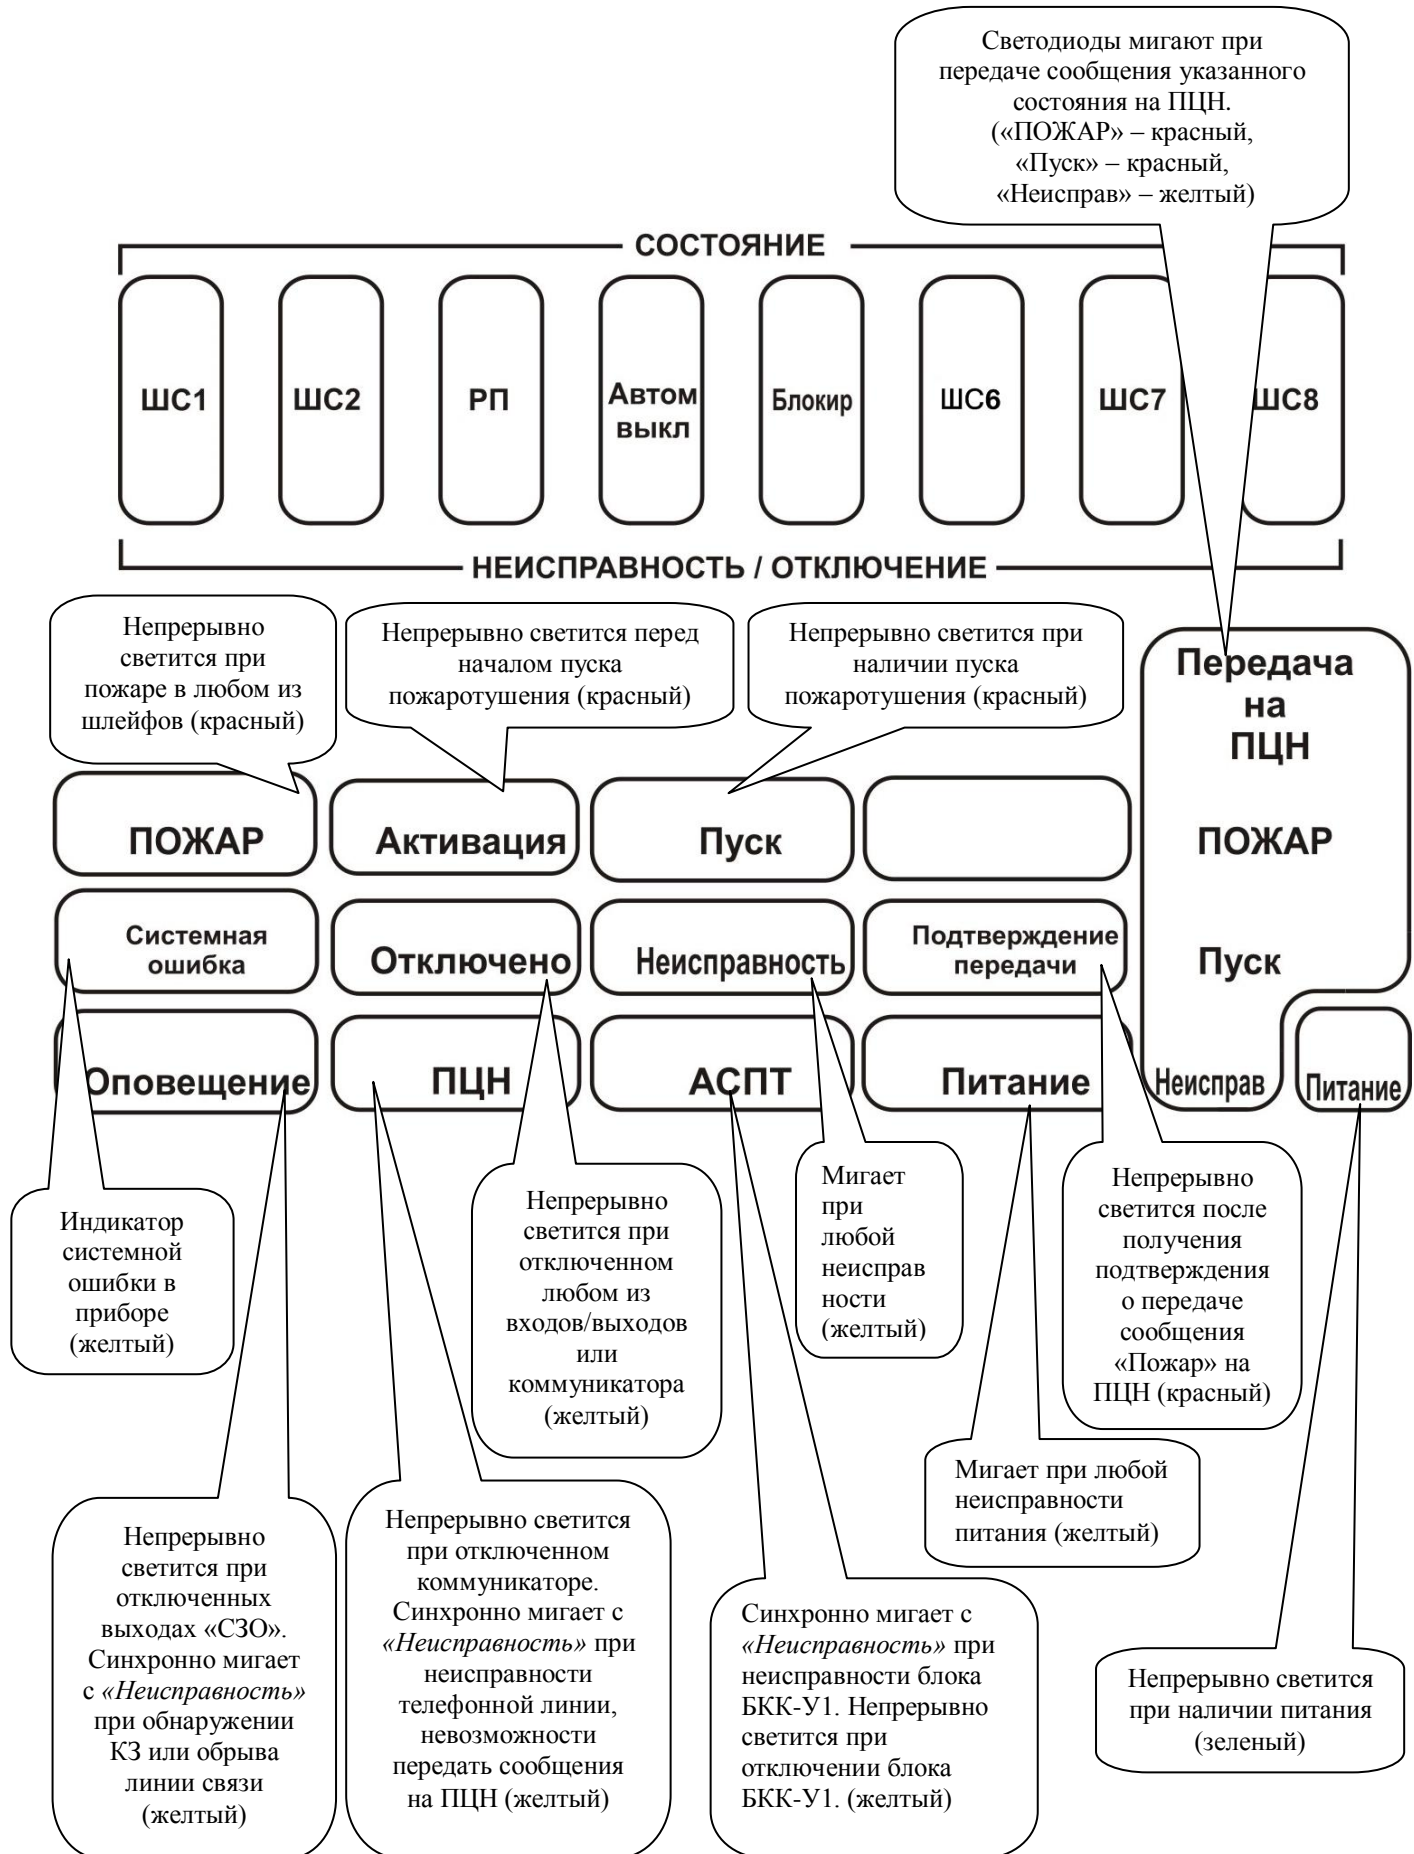 Светодиоды мигают при
передаче сообщения указанного
состояния на ПЦН.
(«ПОЖАР» – красный,
«Пуск» – красный,
«Неисправ» – желтый)
СОСТОЯНИЕ
ШС1
ШС2
РП
Автом
выкл
Блокир
ШС6
ШС7
ШС8
НЕИСПРАВНОСТЬ / ОТКЛЮЧЕНИЕ
Непрерывно
светится при
пожаре в любом из
шлейфов (красный)
Непрерывно светится перед
началом пуска
пожаротушения (красный)
Непрерывно светится при
наличии пуска
пожаротушения (красный)
Передача
на
ПЦН
ПОЖАР
Активация
Пуск
ПОЖАР
Системная
ошибка
Отключено
Неисправность
Подтверждение
передачи
Пуск
Оповещение
ПЦН
АСПТ
Питание
Неисправ
Питание
Индикатор
системной
ошибки в
приборе
(желтый)
Непрерывно
светится при
отключенном
любом из
входов/выходов
или
коммуникатора
(желтый)
Мигает
при
любой
неисправ
ности
(желтый)
Непрерывно
светится после
получения
подтверждения
о передаче
сообщения
«Пожар» на
ПЦН (красный)
Мигает при любой
неисправности
питания (желтый)
Непрерывно
светится при
отключенных
выходах «СЗО».
Синхронно мигает
с «Неисправность»
при обнаружении
КЗ или обрыва
линии связи
(желтый)
Непрерывно светится
при отключенном
коммуникаторе.
Синхронно мигает с
«Неисправность» при
неисправности
телефонной линии,
невозможности
передать сообщения
на ПЦН (желтый)
Синхронно мигает с
«Неисправность» при
неисправности блока
БКК-У1. Непрерывно
светится при
отключении блока
БКК-У1. (желтый)
Непрерывно светится
при наличии питания
(зеленый)